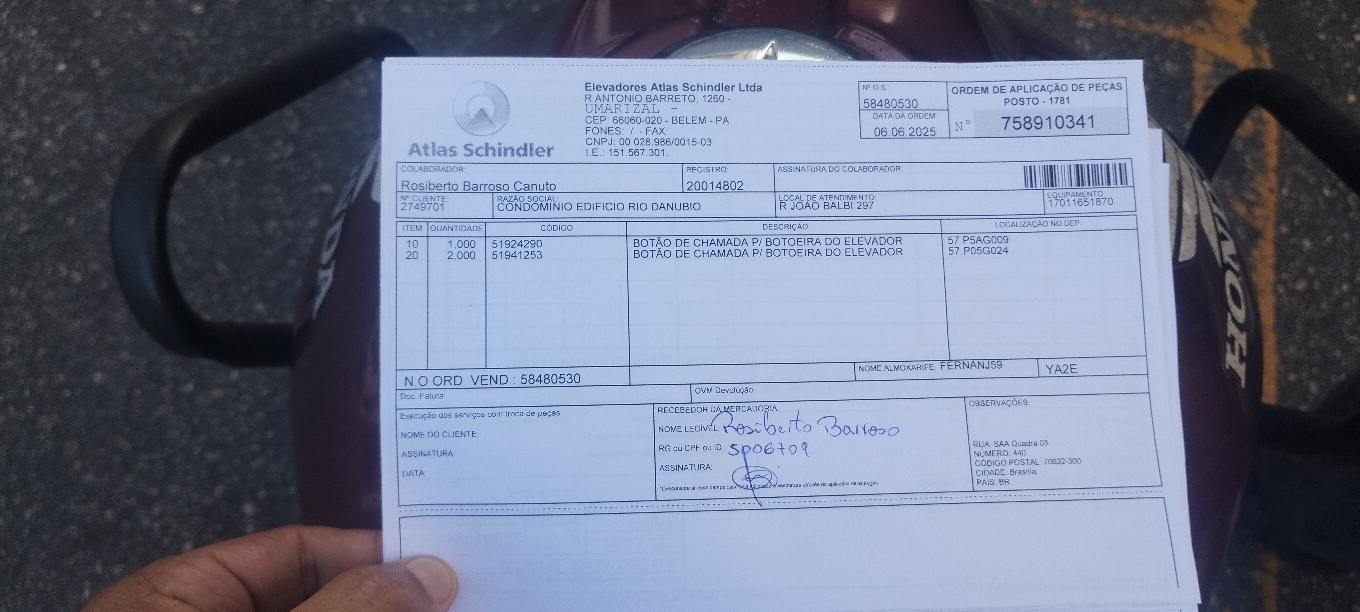 Atlas Schindler
Elevadores Atlas Schindler Ltda
R ANTONIO BARRETO, 1260 -
UMARIZAL -
CEP: 66060-020 - BELEM - PA
FONES: / - FAX:
CNPJ: 00 028.986/0015-03
I.E.: 151.567.301.
Nº O.S.
58480530
DATA DA ORDEM
06.06.2025
ORDEM DE APLICAÇÃO DE PEÇAS
POSTO - 1781
Nº 758910341
COLABORADOR:
Rosiberto Barroso Canuto
REGISTRO:
20014802
ASSINATURA DO COLABORADOR:
Nº CLIENTE:
2749701
RAZÃO SOCIAL:
CONDOMINIO EDIFICIO RIO DANUBIO
LOCAL DE ATENDIMENTO:
R JOAO BALBI 297
EQUIPAMENTO:
17011651870
ITEM QUANTIDADE CÓDIGO DESCRIÇÃO LOCALIZAÇÃO NO DEP.
10 1,000 51924290 BOTÃO DE CHAMADA P/ BOTOEIRA DO ELEVADOR 57.P5AG009
20 2,000 51941253 BOTÃO DE CHAMADA P/ BOTOEIRA DO ELEVADOR 57.P05G024
N.O ORD VEND.: 58480530
NOME ALMOXARIFE: FERNANJ59
YA2E
Doc. Fatura:
OVM Devolução:
Execução dos serviços com troca de peças
NOME DO CLIENTE:
ASSINATURA:
DATA:
RECEBEDOR DA MERCADORIA:
NOME LEGÍVEL: Rosiberto Barroso
RG ou CPF ou ID: SP06709
ASSINATURA:
OBSERVAÇÕES:
RUA: SAA Quadra 03
NÚMERO: 440
CÓDIGO POSTAL: 70632-300
CIDADE: Brasília
PAÍS: BR
HONDA